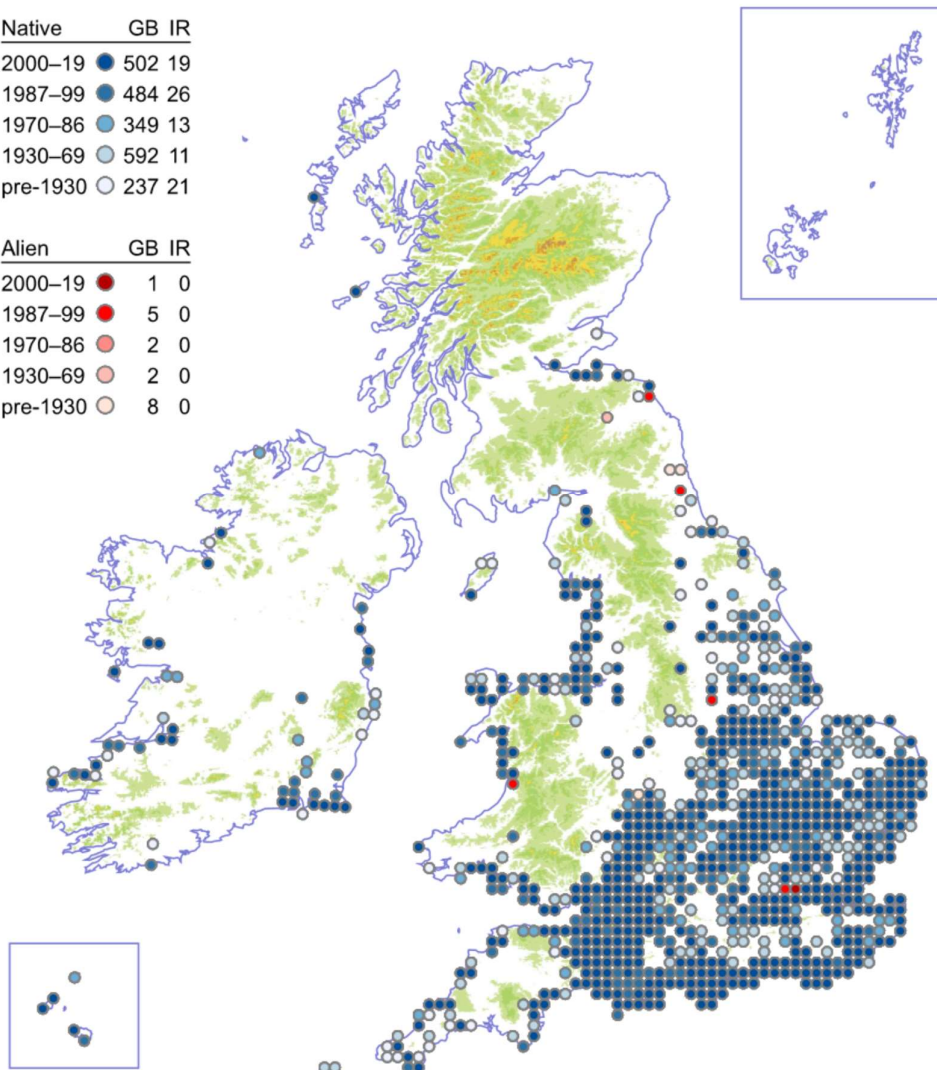 Native GB IR
2000–19 502 19
1987–99 484 26
1970–86 349 13
1930–69 592 11
pre-1930 237 21
Alien GB IR
2000–19 1 0
1987–99 5 0
1970–86 2 0
1930–69 2 0
pre-1930 8 0